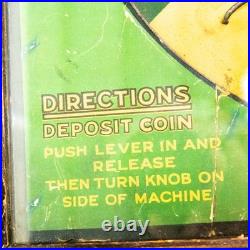 DIRECTIONS
DEPOSIT COIN
PUSH LEVER IN AND
RELEASE
THEN TURN KNOB ON
SIDE OF MACHINE